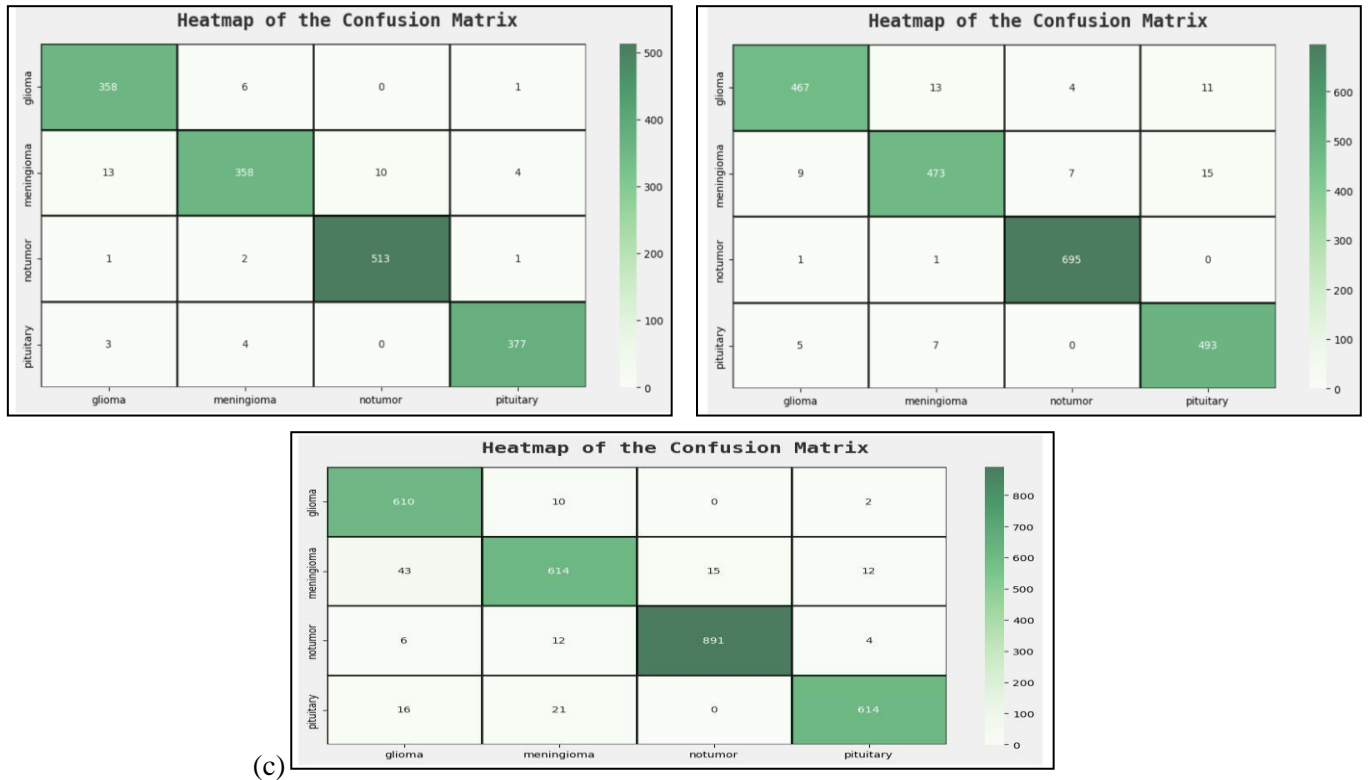 Heatmap of the Confusion Matrix
glioma 358 6 0 1
meningioma 13 358 10 4
notumor 1 2 513 1
pituitary 3 4 0 377
glioma meningioma notumor pituitary
500
400
300
200
100
0
Heatmap of the Confusion Matrix
glioma 467 13 4 11
meningioma 9 473 7 15
notumor 1 1 695 0
pituitary 5 7 0 493
glioma meningioma notumor pituitary
600
500
400
300
200
100
0
(c)
Heatmap of the Confusion Matrix
glioma 610 10 0 2
meningioma 43 614 15 12
notumor 6 12 891 4
pituitary 16 21 0 614
glioma meningioma notumor pituitary
800
700
600
500
400
300
200
100
0